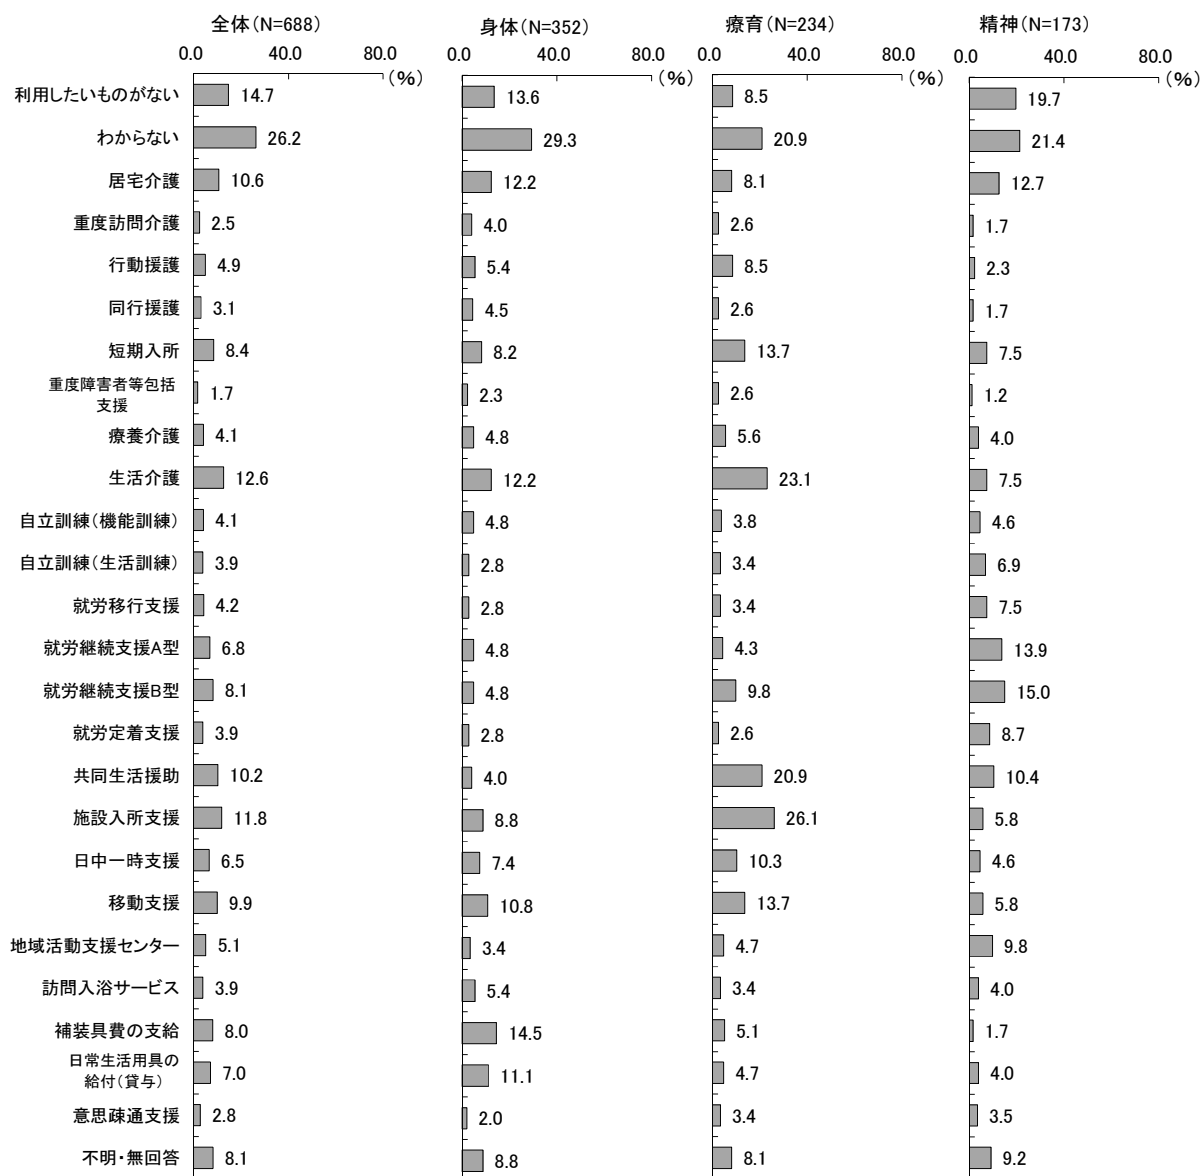 全体(N=688) 身体(N=352) 療育(N=234) 精神(N=173)
0.0 40.0 80.0 0.0 40.0 80.0 0.0 40.0 80.0 0.0 40.0 80.0
(%) (%) (%) (%)
利用したいものがない 14.7 13.6 8.5 19.7
わからない 26.2 29.3 20.9 21.4
居宅介護 10.6 12.2 8.1 12.7
重度訪問介護 2.5 4.0 2.6 1.7
行動援護 4.9 5.4 8.5 2.3
同行援護 3.1 4.5 2.6 1.7
短期入所 8.4 8.2 13.7 7.5
重度障害者等包括
支援 1.7 2.3 2.6 1.2
療養介護 4.1 4.8 5.6 4.0
生活介護 12.6 12.2 23.1 7.5
自立訓練(機能訓練) 4.1 4.8 3.8 4.6
自立訓練(生活訓練) 3.9 2.8 3.4 6.9
就労移行支援 4.2 2.8 3.4 7.5
就労継続支援A型 6.8 4.8 4.3 13.9
就労継続支援B型 8.1 4.8 9.8 15.0
就労定着支援 3.9 2.8 2.6 8.7
共同生活援助 10.2 4.0 20.9 10.4
施設入所支援 11.8 8.8 26.1 5.8
日中一時支援 6.5 7.4 10.3 4.6
移動支援 9.9 10.8 13.7 5.8
地域活動支援センター 5.1 3.4 4.7 9.8
訪問入浴サービス 3.9 5.4 3.4 4.0
補装具費の支給 8.0 14.5 5.1 1.7
日常生活用具の
給付(貸与) 7.0 11.1 4.7 4.0
意思疎通支援 2.8 2.0 3.4 3.5
不明・無回答 8.1 8.8 8.1 9.2